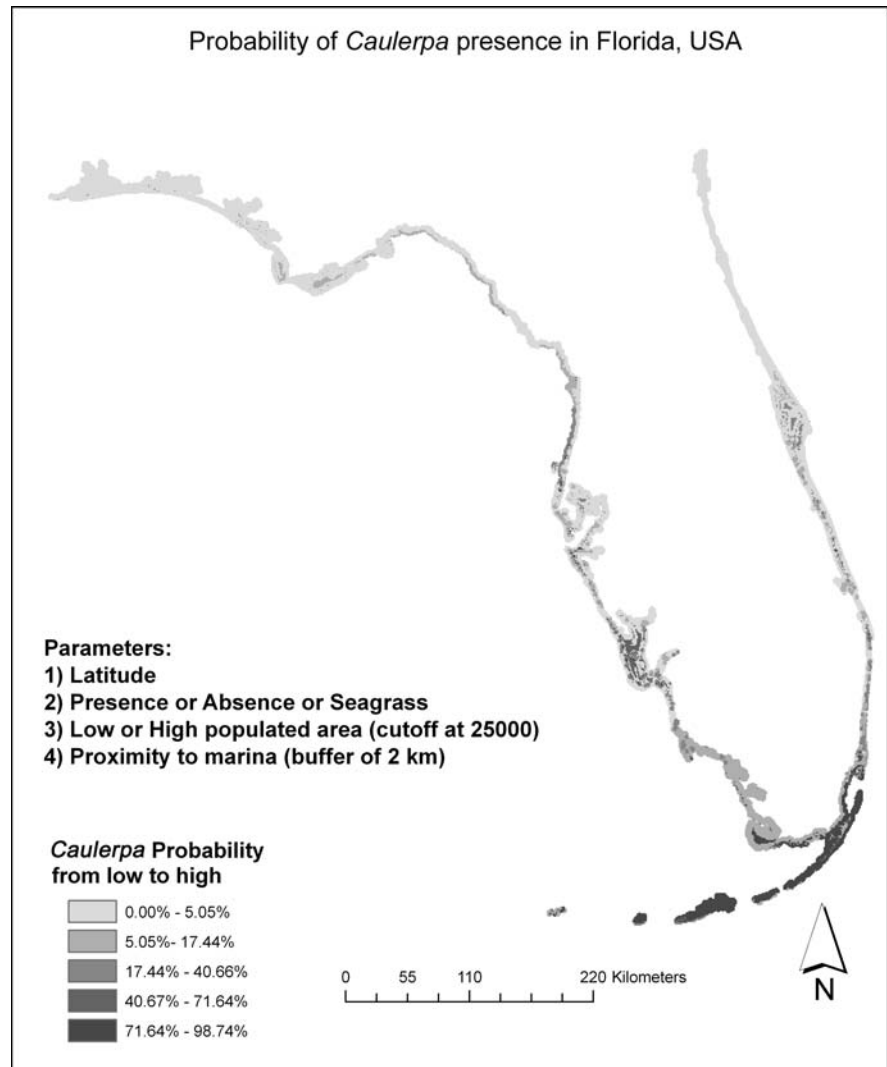 Probability of Caulerpa presence in Florida, USA
Parameters:
1) Latitude
2) Presence or Absence or Seagrass
3) Low or High populated area (cutoff at 25000)
4) Proximity to marina (buffer of 2 km)
Caulerpa Probability
from low to high
0.00% - 5.05%
5.05%- 17.44%
17.44% - 40.66%
40.67% - 71.64%
71.64% - 98.74%
0 55 110 220 Kilometers
N